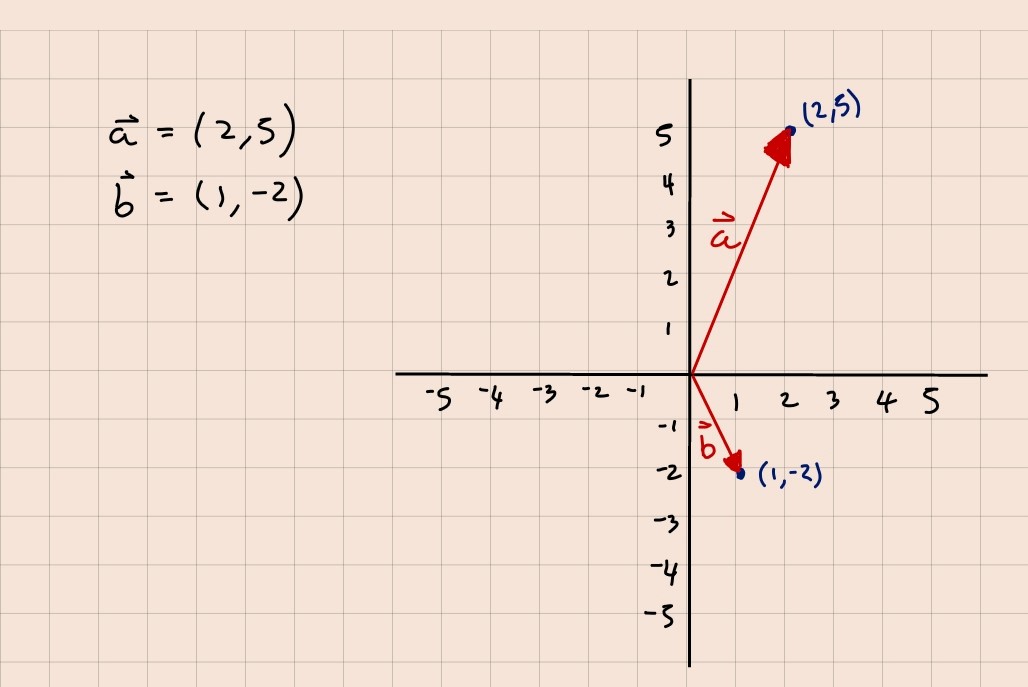 a⃗ = (2,5)
b⃗ = (1,-2)
(2,5)
5
4
a⃗
3
2
1
-5 -4 -3 -2 -1 1 2 3 4 5
-1
b⃗
-2 (1,-2)
-3
-4
-5